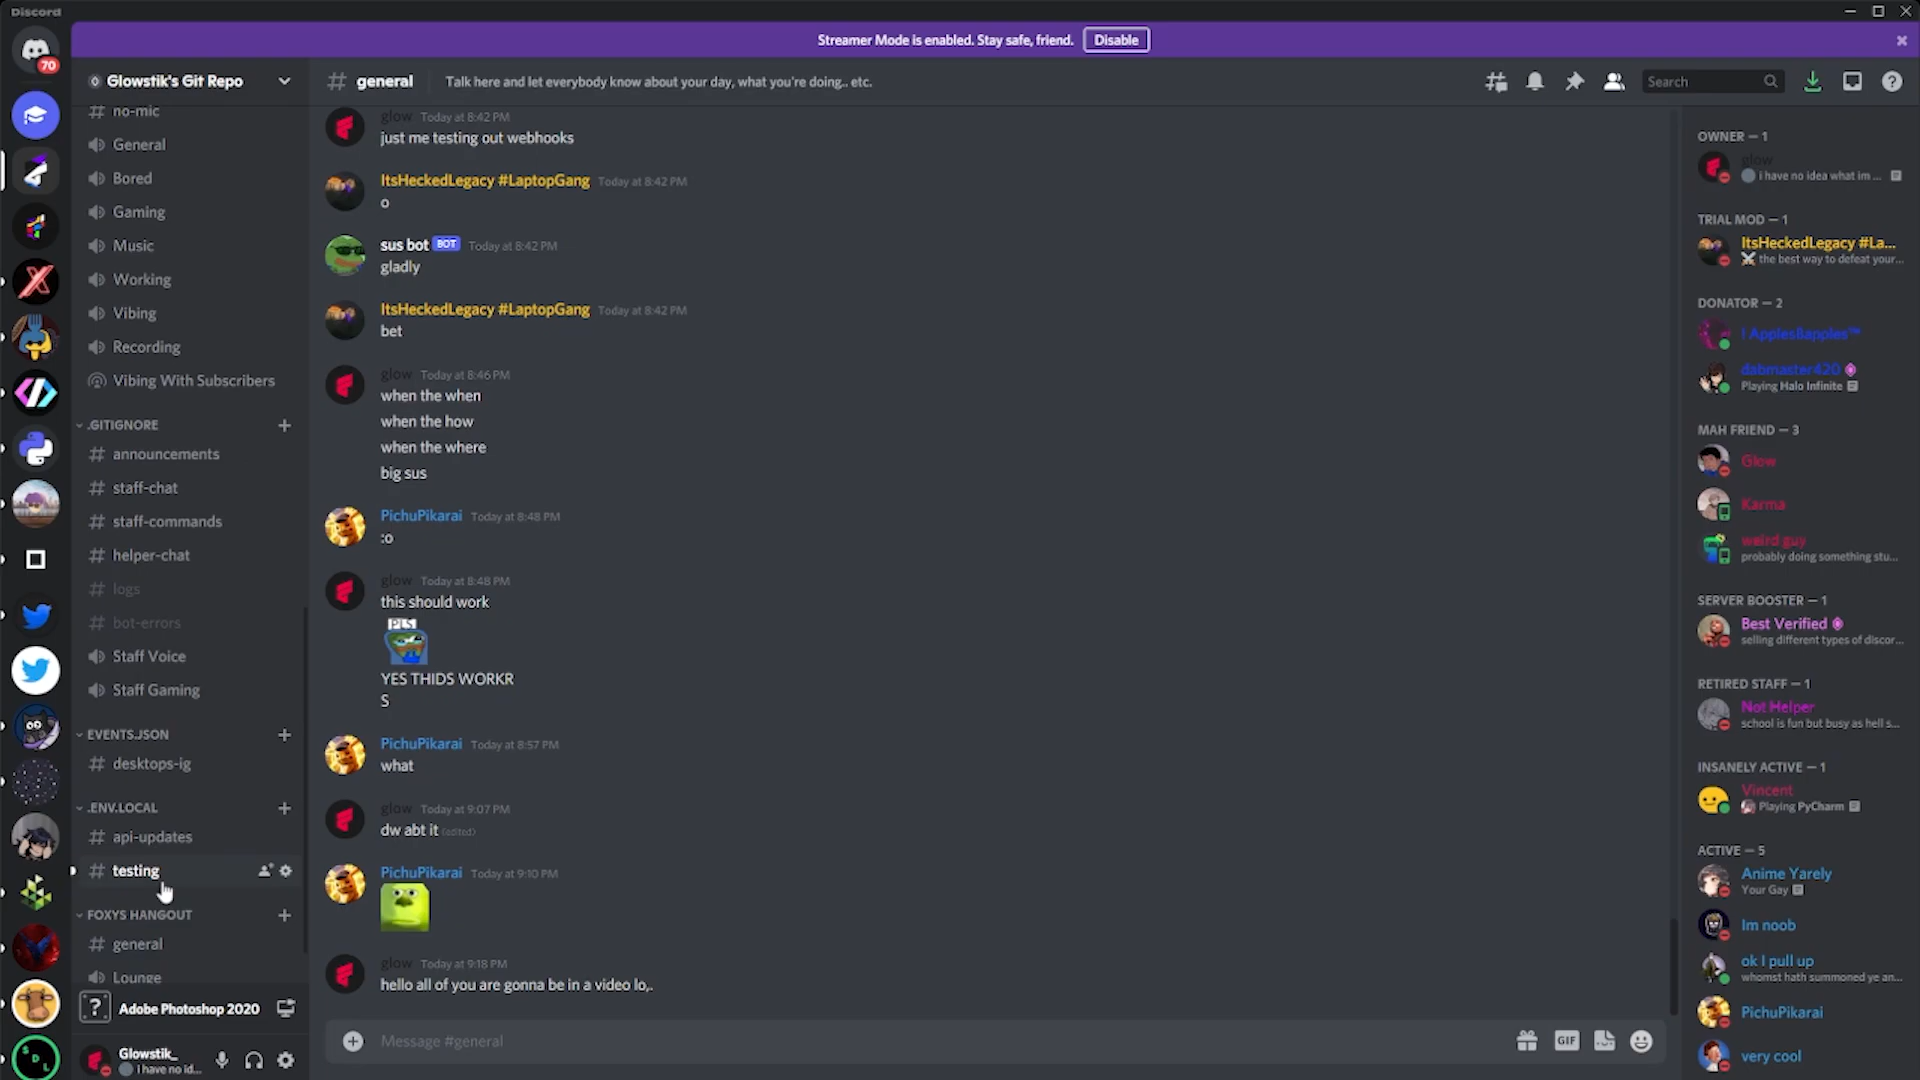 Discord
Streamer Mode is enabled. Stay safe, friend.
Disable
70
Glowstik's Git Repo
general
Talk here and let everybody know about your day, what you're doing.. etc.
Search
no-mic
General
Bored
Gaming
Music
Working
Vibing
Recording
Vibing With Subscribers
.GITIGNORE
announcements
staff-chat
staff-commands
helper-chat
logs
bot-errors
Staff Voice
Staff Gaming
EVENTS.JSON
desktops-ig
.ENV.LOCAL
api-updates
testing
FOXYS HANGOUT
general
Lounge
Adobe Photoshop 2020
Glowstik_
i have no id...
glow Today at 8:42 PM
just me testing out webhooks
ItsHeckedLegacy #LaptopGang Today at 8:42 PM
o
sus bot BOT Today at 8:42 PM
gladly
ItsHeckedLegacy #LaptopGang Today at 8:42 PM
bet
glow Today at 8:46 PM
when the when
when the how
when the where
big sus
PichuPikarai Today at 8:48 PM
:o
glow Today at 8:48 PM
this should work
PLS
YES THIDS WORKR
S
PichuPikarai Today at 8:57 PM
what
glow Today at 9:07 PM
dw abt it (edited)
PichuPikarai Today at 9:10 PM
glow Today at 9:18 PM
hello all of you are gonna be in a video lo,.
Message #general
GIF
OWNER — 1
glow
i have no idea what im ...
TRIAL MOD — 1
ItsHeckedLegacy #La...
the best way to defeat your...
DONATOR — 2
! ApplesBapples™
dabmaster420
Playing Halo Infinite
MAH FRIEND — 3
Glow
Karma
weird guy
probably doing something stu...
SERVER BOOSTER — 1
Best Verified
selling different types of discor...
RETIRED STAFF — 1
Not Helper
school is fun but busy as hell s...
INSANELY ACTIVE — 1
Vincent
Playing PyCharm
ACTIVE — 5
Anime Yarely
Your Gay
Im noob
ok I pull up
whomst hath summoned ye an...
PichuPikarai
very cool